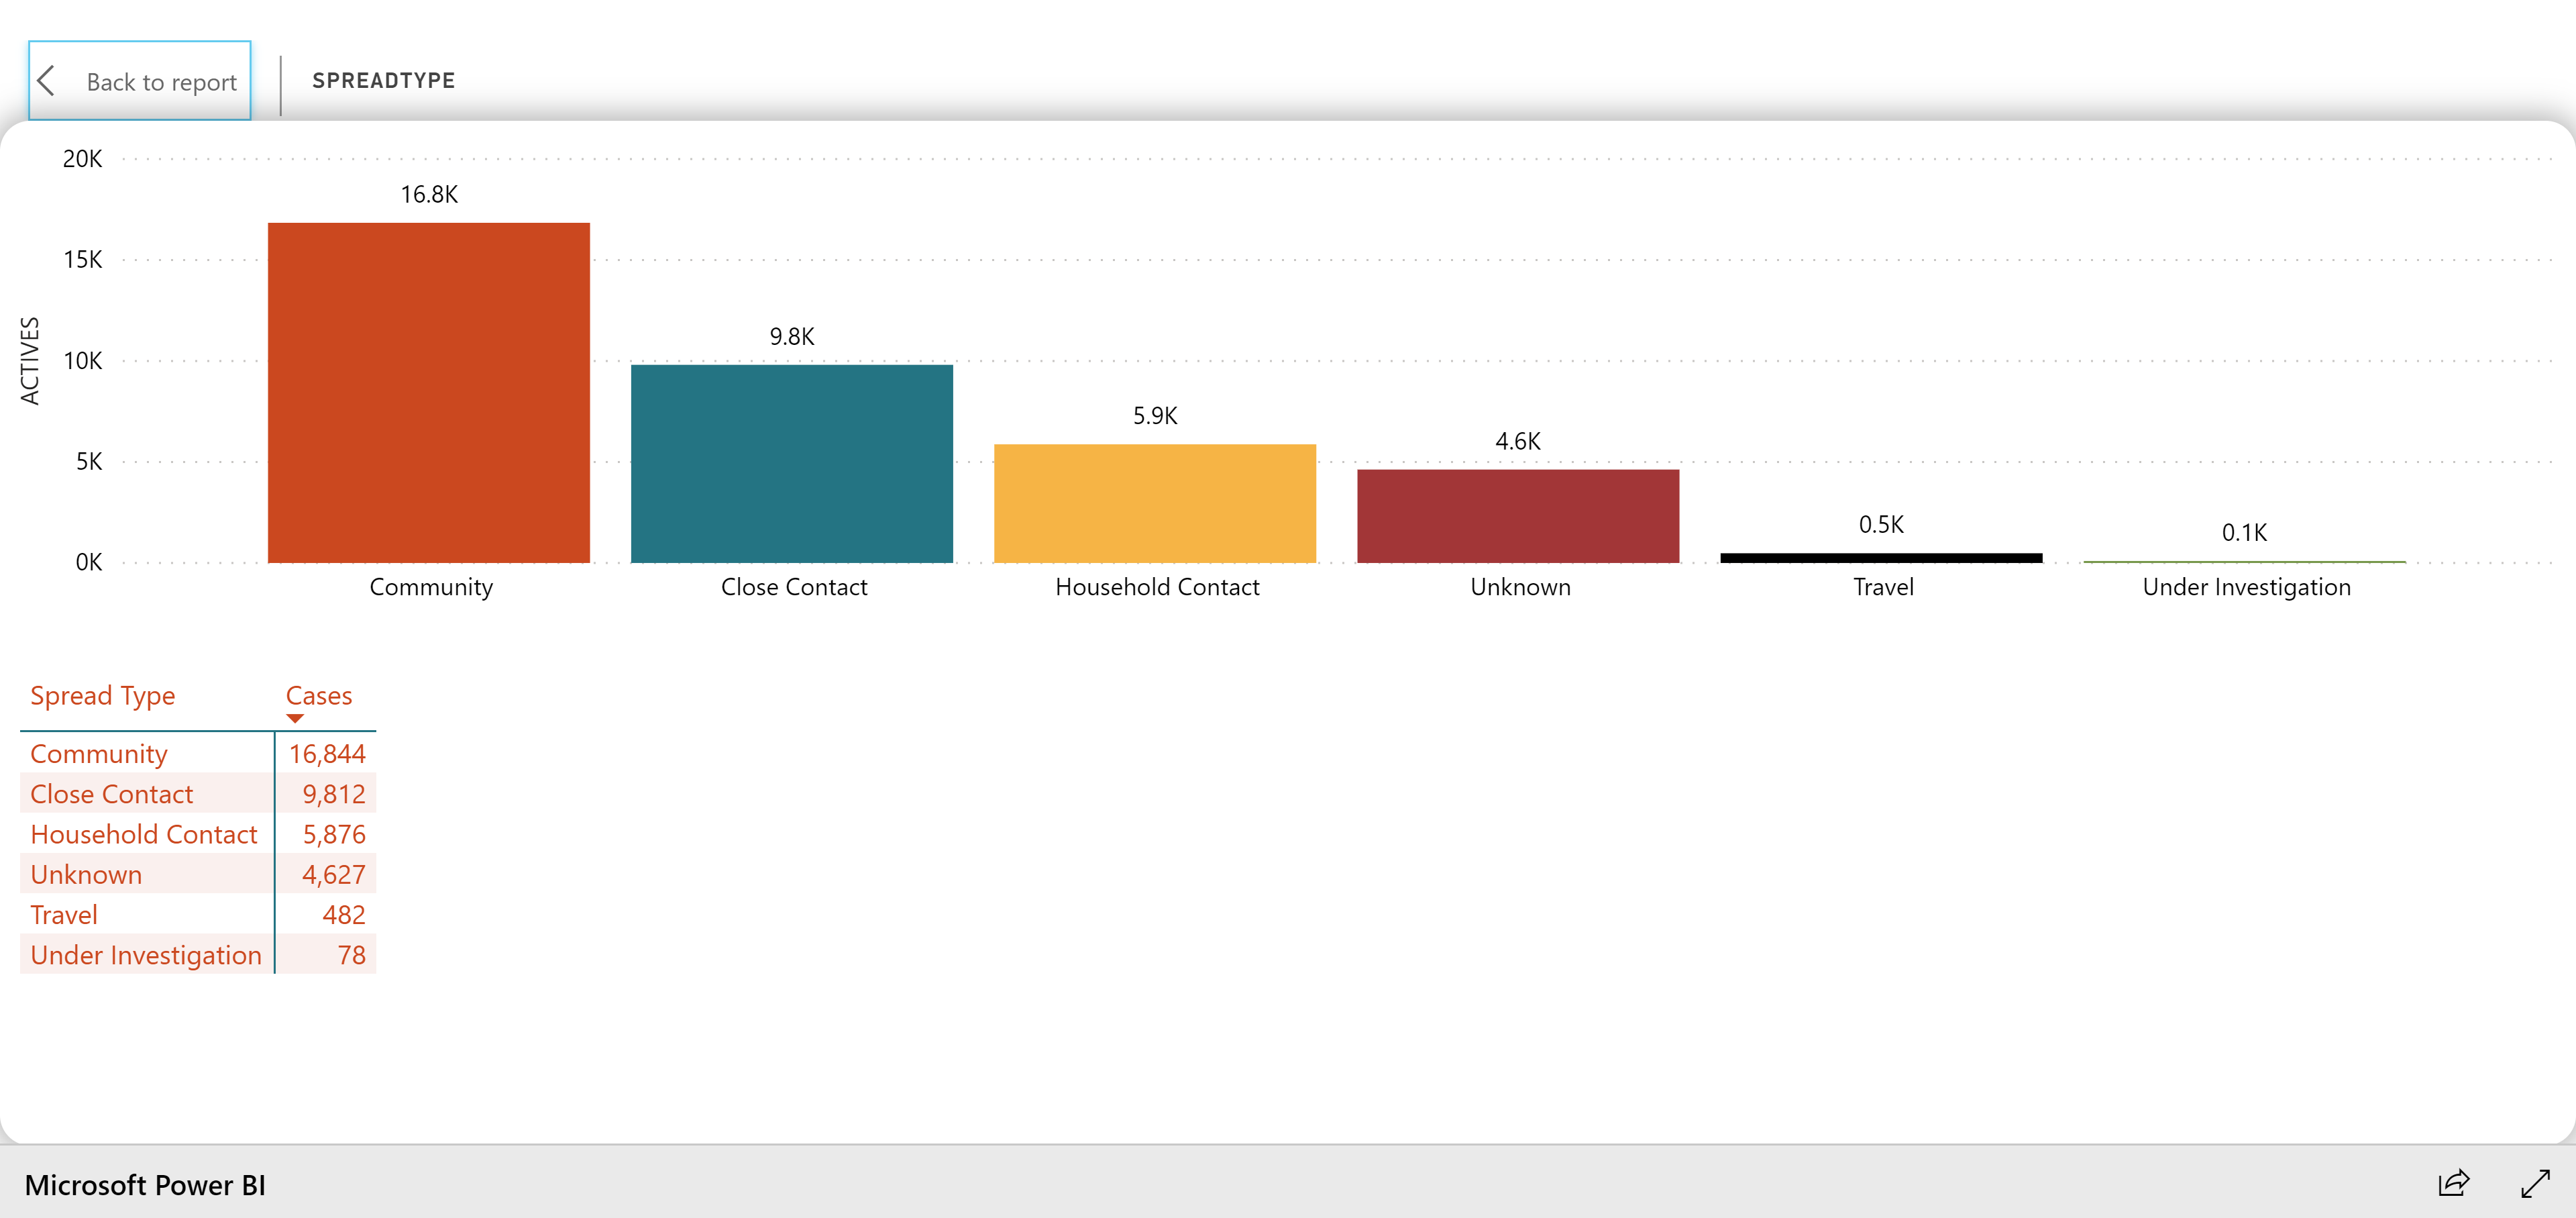 Back to report
SPREADTYPE
20K
15K
10K
5K
0K
ACTIVES
16.8K
9.8K
5.9K
4.6K
0.5K
0.1K
Community
Close Contact
Household Contact
Unknown
Travel
Under Investigation
Spread Type Cases
Community 16,844
Close Contact 9,812
Household Contact 5,876
Unknown 4,627
Travel 482
Under Investigation 78
Microsoft Power BI